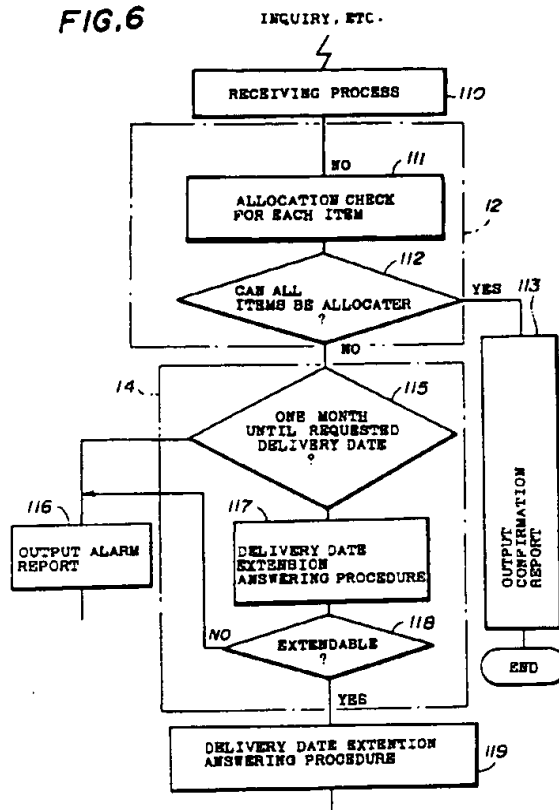 FIG.6
INQUIRY, ETC.
RECEIVING PROCESS
110
NO
111
ALLOCATION CHECK
FOR EACH ITEM
12
112
CAN ALL
ITEMS BE ALLOCATER
?
YES
113
NO
OUTPUT CONFIRMATION
REPORT
END
14
115
ONE MONTH
UNTIL REQUESTED
DELIVERY DATE
?
116
OUTPUT ALARM
REPORT
117
DELIVERY DATE
EXTENSION
ANSWERING PROCEDURE
118
NO
EXTENDABLE
?
YES
DELIVERY DATE EXTENTION
ANSWERING PROCEDURE
119